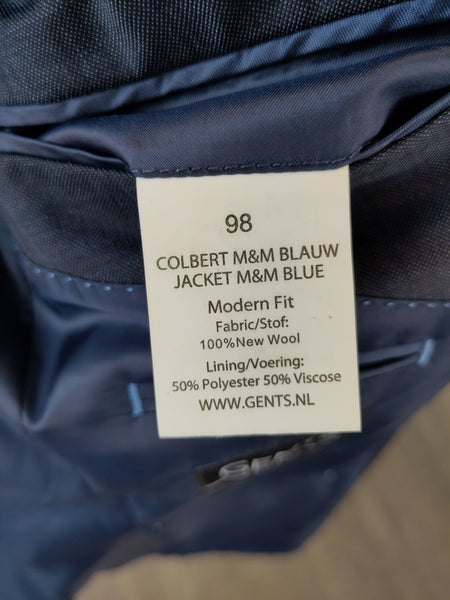 98
COLBERT M&M BLAUW
JACKET M&M BLUE
Modern Fit
Fabric/Stof:
100%New Wool
Lining/Voering:
50% Polyester 50% Viscose
WWW.GENTS.NL